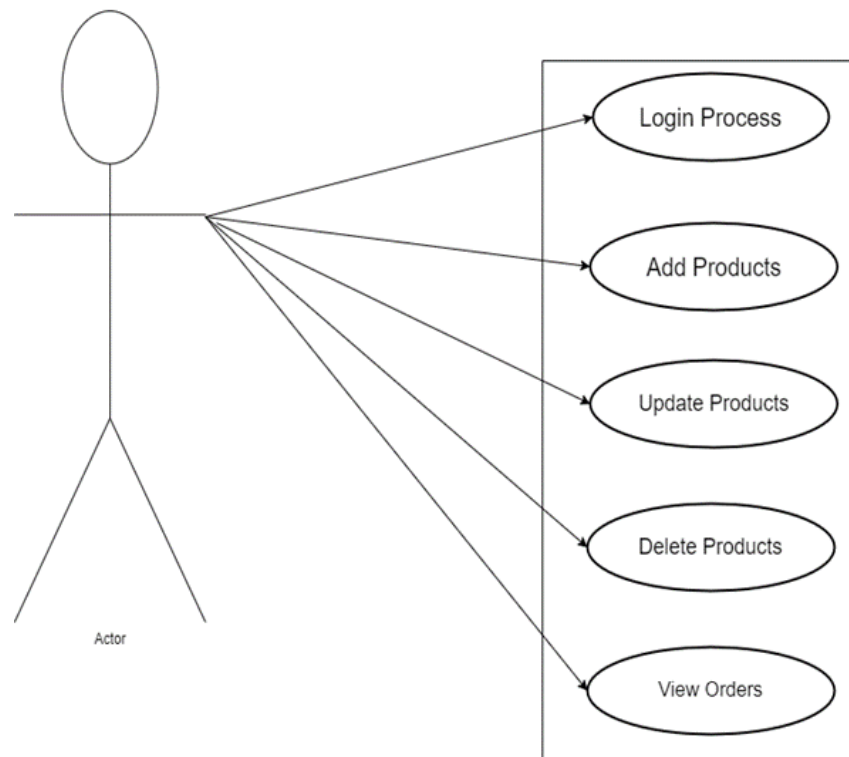 Login Process
Add Products
Update Products
Delete Products
Actor
View Orders